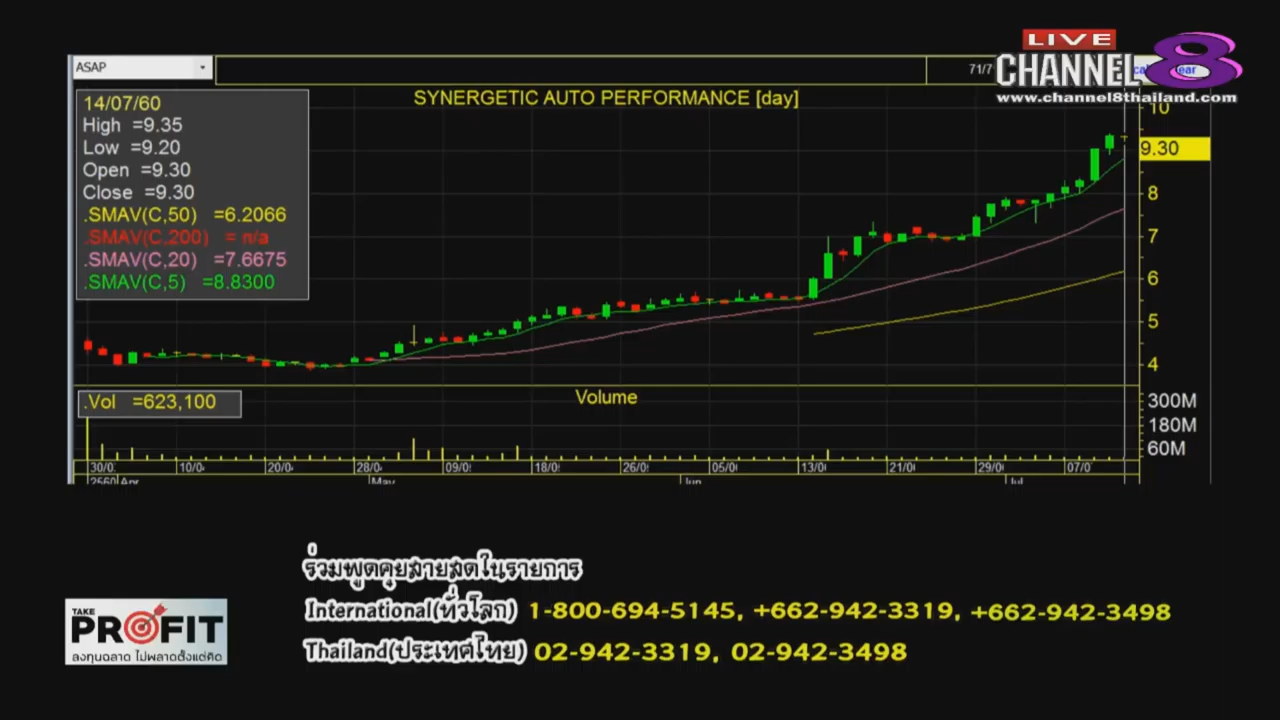 LIVE
CHANNEL 8
www.channel8thailand.com
ASAP
71/7
SYNERGETIC AUTO PERFORMANCE [day]
14/07/60
High =9.35
Low =9.20
Open =9.30
Close =9.30
.SMAV(C,50) =6.2066
.SMAV(C,200) = n/a
.SMAV(C,20) =7.6675
.SMAV(C,5) =8.8300
10
9.30
8
7
6
5
4
.Vol =623,100
Volume
300M
180M
60M
30/0 10/0 20/0 28/0 09/0 18/0 26/0 05/0 13/0 21/0 29/0 07/0
2560 Apr May Jun Jul
ร่วมพูดคุยสายสดในรายการ
International(ทั่วโลก) 1-800-694-5145, +662-942-3319, +662-942-3498
Thailand(ประเทศไทย) 02-942-3319, 02-942-3498
TAKE
PROFIT
ลงทุนฉลาด ไม่พลาดตั้งแต่คิด